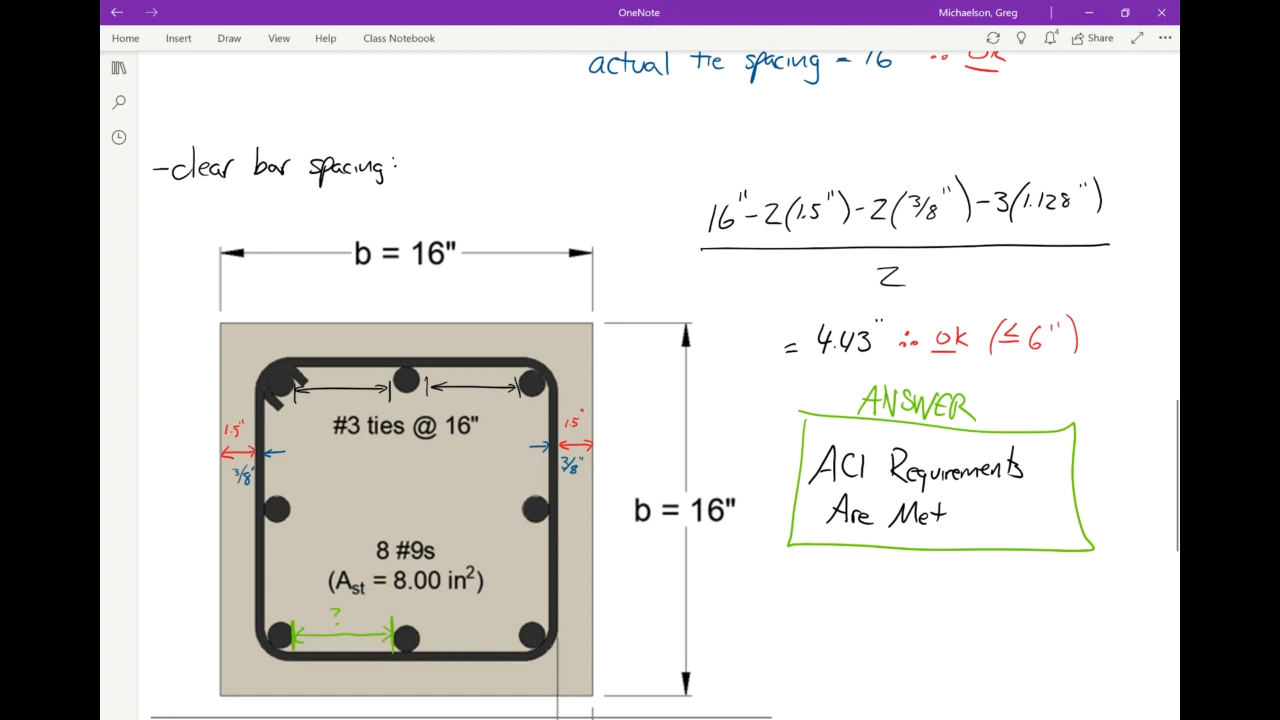 OneNote
Michaelson, Greg
Home Insert Draw View Help Class Notebook
4
Share
actual tie spacing = 16 ∴ ok
-clear bar spacing:
16" - 2(1.5") - 2(3/8") - 3(1.128")
2
= 4.43" ∴ ok (≤ 6")
b = 16"
#3 ties @ 16"
1.5"
1.5"
3/8"
3/8"
b = 16"
8 #9s
(Ast = 8.00 in²)
?
ANSWER
ACI Requirements
Are Met